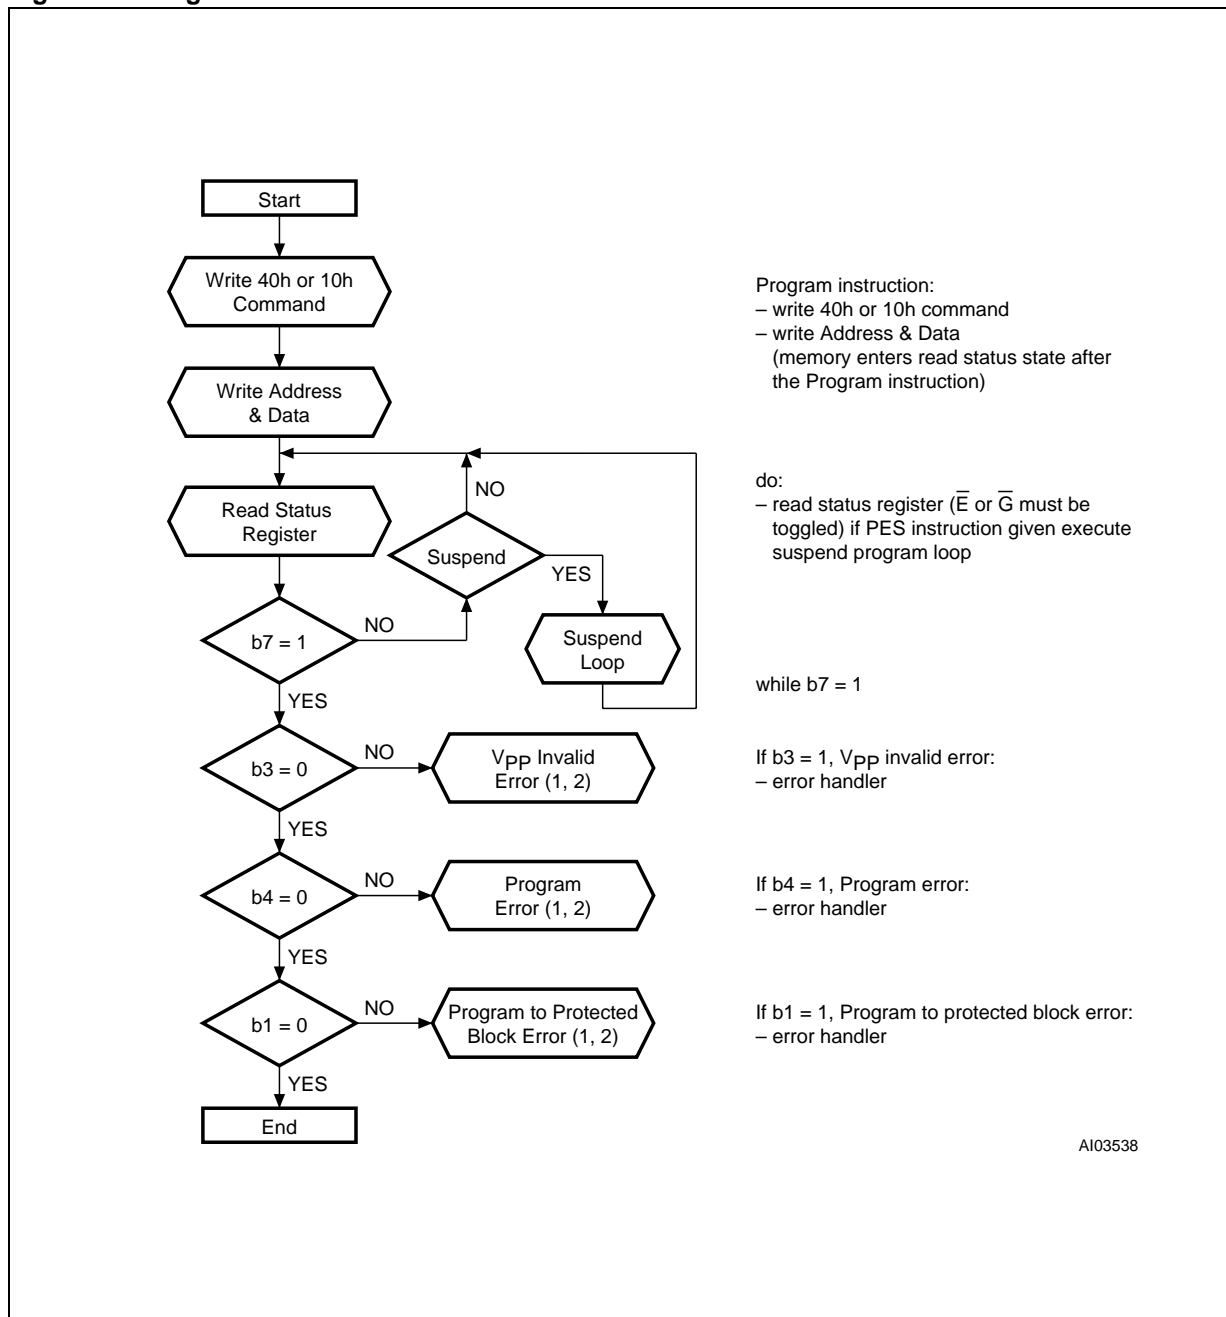 Start
Write 40h or 10h
Command
Program instruction:
– write 40h or 10h command
– write Address & Data
(memory enters read status state after
the Program instruction)
Write Address
& Data
do:
– read status register (E̅ or G̅ must be
toggled) if PES instruction given execute
suspend program loop
Read Status
Register
NO
Suspend
YES
b7 = 1
NO
Suspend
Loop
while b7 = 1
YES
b3 = 0
NO
VPP Invalid
Error (1, 2)
If b3 = 1, VPP invalid error:
– error handler
YES
b4 = 0
NO
Program
Error (1, 2)
If b4 = 1, Program error:
– error handler
YES
b1 = 0
NO
Program to Protected
Block Error (1, 2)
If b1 = 1, Program to protected block error:
– error handler
YES
End
AI03538